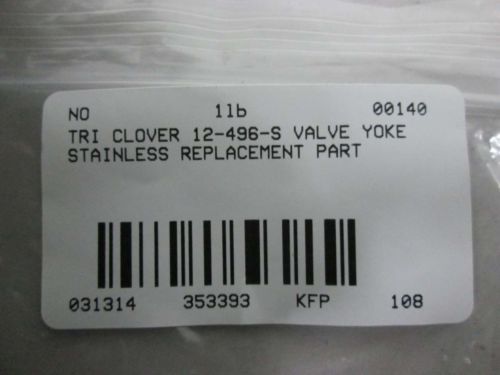 NO 1lb 00140
TRI CLOVER 12-496-S VALVE YOKE
STAINLESS REPLACEMENT PART
031314 353393 KFP 108